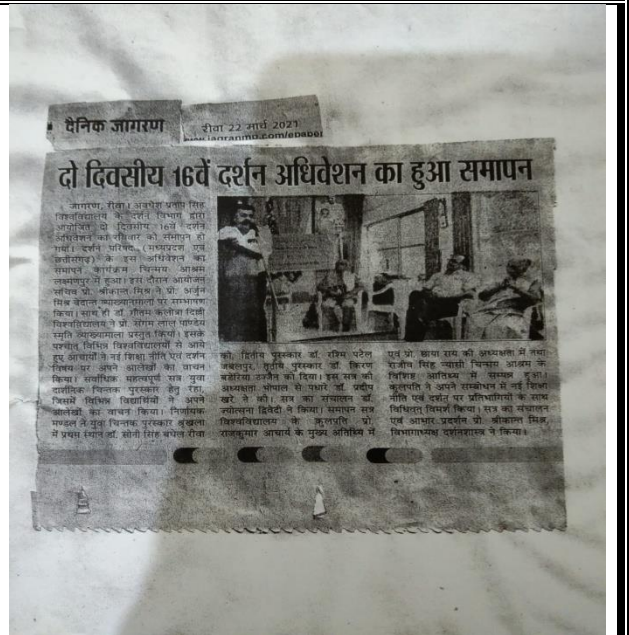 दैनिक जागरण
रीवा 22 मार्च 2021
दो दिवसीय 16वें दर्शन अधिवेशन का हुआ समापन
जागरण, रीवा। अवधेश प्रताप सिंह
विश्वविद्यालय के दर्शन विभाग द्वारा
आयोजित दो दिवसीय 16वें दर्शन
अधिवेशन का रविवार को समापन हो
गया। दर्शन परिषद (मध्यप्रदेश एवं
छत्तीसगढ़) के इस अधिवेशन का
समापन कार्यक्रम चिन्मय आश्रम
लक्ष्मणपुर में हुआ। इस दौरान आयोजन
सचिव प्रो. श्रीकान्त मिश्र ने प्रो. अर्जुन
मिश्र वेदान्त व्याख्यानमाला पर सम्भाषण
किया। साथ ही डॉ. गौतम कलोत्रा दिल्ली
विश्वविद्यालय ने प्रो. संगम लाल पाण्डेय
स्मृति व्याख्यामाला प्रस्तुत किया। इसके
पश्चात् विभिन्न विश्वविद्यालयों से आये
हुए आचार्यों ने नई शिक्षा नीति एवं दर्शन
विषय पर अपने आलेखों का वाचन
किया। सर्वाधिक महत्वपूर्ण सत्र युवा
दार्शनिक चिन्तक पुरस्कार हेतु रहा,
जिसमें विभिन्न विद्यार्थियों ने अपने
आलेखों का वाचन किया। निर्णायक
मण्डल ने युवा चिन्तक पुरस्कार श्रृंखला
में प्रथम स्थान डॉ. सोनी सिंह बघेल रीवा
को, द्वितीय पुरस्कार डॉ. रश्मि पटेल
जबलपुर, तृतीय पुरस्कार डॉ. किरण
बडेरिया उज्जैन को दिया। इस सत्र की
अध्यक्षता भोपाल से पधारे डॉ. प्रदीप
खरे ने की। सत्र का संचालन डॉ.
ज्योत्सना द्विवेदी ने किया। समापन सत्र
विश्वविद्यालय के कुलपति प्रो.
राजकुमार आचार्य के मुख्य अतिथ्यि में
एवं प्रो. छाया राय की अध्यक्षता में तथा
राजीव सिंह न्यासी चिन्मय आश्रम के
विशिष्ट आतिथ्य में संपन्न हुआ।
कुलपति ने अपने सम्बोधन में नई शिक्षा
नीति एवं दर्शन पर प्रतिभागियों के साथ
विधिवत् विमर्श किया। सत्र का संचालन
एवं आभार प्रदर्शन प्रो. श्रीकान्त मिश्र,
विभागाध्यक्ष दर्शनशास्त्र ने किया।